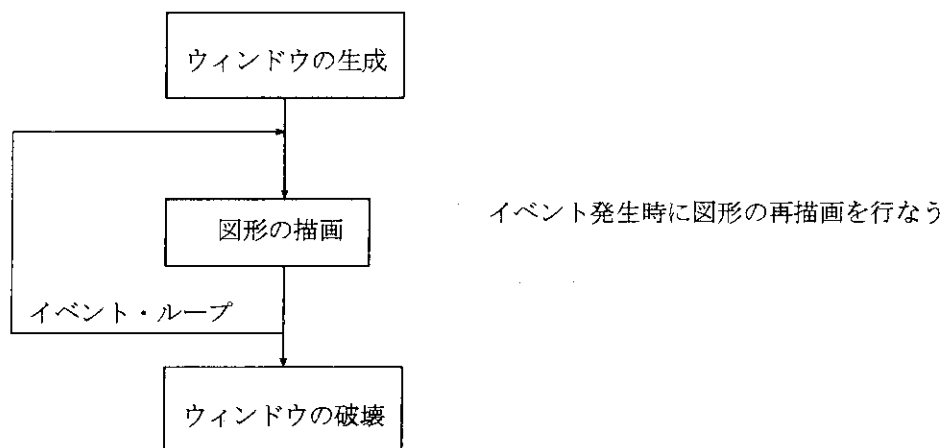 ウィンドウの生成
図形の描画
イベント発生時に図形の再描画を行なう
イベント・ループ
ウィンドウの破壊